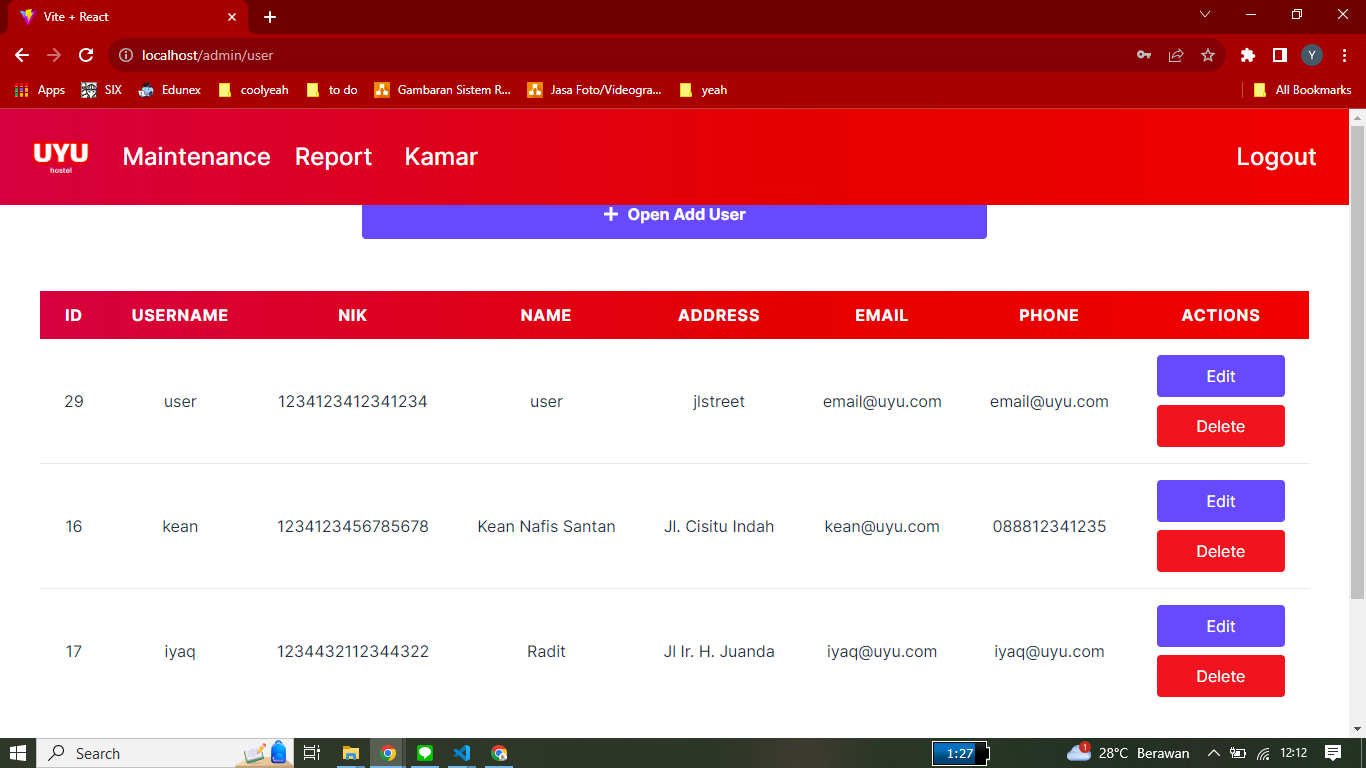 Vite + React
localhost/admin/user
Y
Apps SIX Edunex coolyeah to do Gambaran Sistem R... Jasa Foto/Videogra... yeah All Bookmarks
UYU
hostel
Maintenance Report Kamar Logout
Open Add User
ID USERNAME NIK NAME ADDRESS EMAIL PHONE ACTIONS
29 user 1234123412341234 user jlstreet email@uyu.com email@uyu.com Edit
Delete
16 kean 1234123456785678 Kean Nafis Santan Jl. Cisitu Indah kean@uyu.com 088812341235 Edit
Delete
17 iyaq 1234432112344322 Radit Jl Ir. H. Juanda iyaq@uyu.com iyaq@uyu.com Edit
Delete
Search 1:27 1 28°C Berawan 12:12